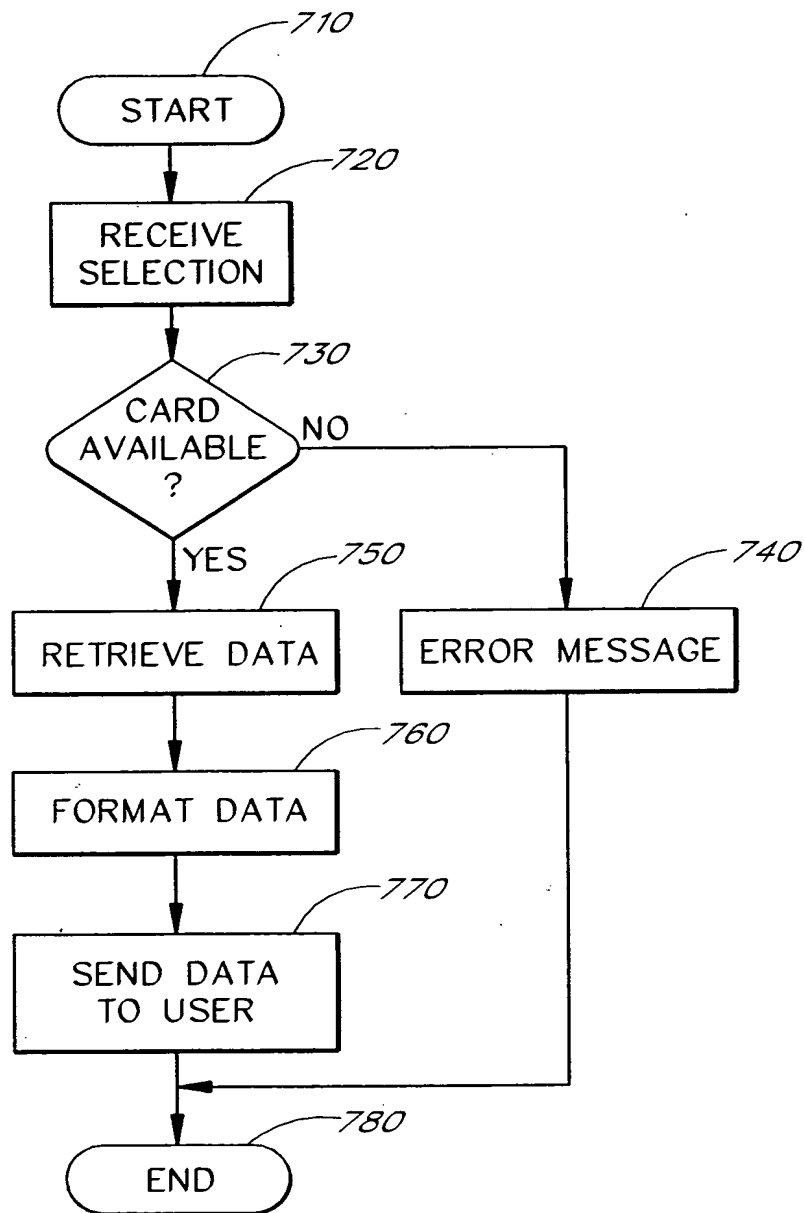 710
START
720
RECEIVE
SELECTION
730
CARD
AVAILABLE
?
NO
YES
750
RETRIEVE DATA
740
ERROR MESSAGE
760
FORMAT DATA
770
SEND DATA
TO USER
780
END